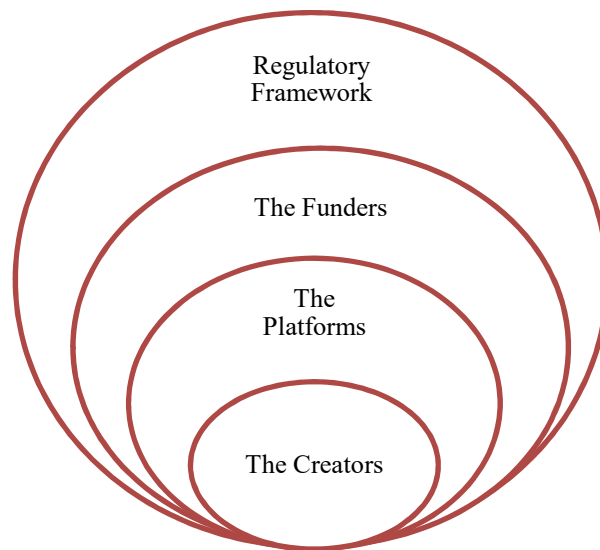 Regulatory
Framework
The Funders
The
Platforms
The Creators